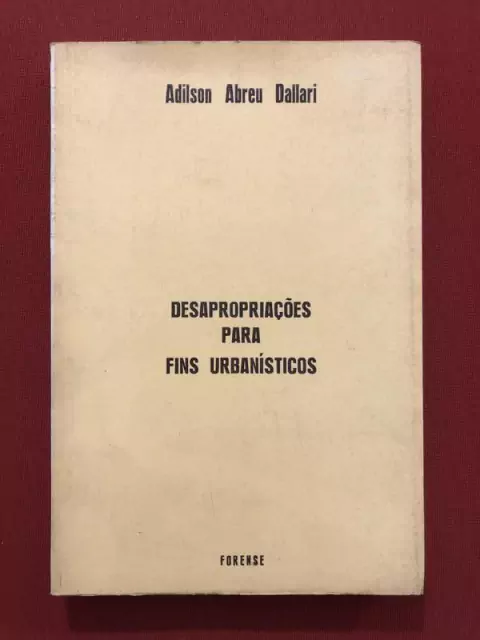 Adilson Abreu Dallari
DESAPROPRIAÇÕES
PARA
FINS URBANÍSTICOS
FORENSE